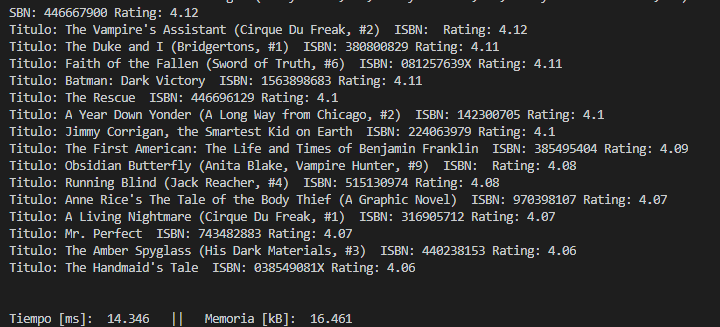 SBN: 446667900 Rating: 4.12
Titulo: The Vampire's Assistant (Cirque Du Freak, #2)  ISBN:  Rating: 4.12
Titulo: The Duke and I (Bridgertons, #1)  ISBN: 380800829 Rating: 4.11
Titulo: Faith of the Fallen (Sword of Truth, #6)  ISBN: 081257639X Rating: 4.11
Titulo: Batman: Dark Victory  ISBN: 1563898683 Rating: 4.11
Titulo: The Rescue  ISBN: 446696129 Rating: 4.1
Titulo: A Year Down Yonder (A Long Way from Chicago, #2)  ISBN: 142300705 Rating: 4.1
Titulo: Jimmy Corrigan, the Smartest Kid on Earth  ISBN: 224063979 Rating: 4.1
Titulo: The First American: The Life and Times of Benjamin Franklin  ISBN: 385495404 Rating: 4.09
Titulo: Obsidian Butterfly (Anita Blake, Vampire Hunter, #9)  ISBN:  Rating: 4.08
Titulo: Running Blind (Jack Reacher, #4)  ISBN: 515130974 Rating: 4.08
Titulo: Anne Rice's The Tale of the Body Thief (A Graphic Novel)  ISBN: 970398107 Rating: 4.07
Titulo: A Living Nightmare (Cirque Du Freak, #1)  ISBN: 316905712 Rating: 4.07
Titulo: Mr. Perfect  ISBN: 743482883 Rating: 4.07
Titulo: The Amber Spyglass (His Dark Materials, #3)  ISBN: 440238153 Rating: 4.06
Titulo: The Handmaid's Tale  ISBN: 038549081X Rating: 4.06
Tiempo [ms]:  14.346   ||   Memoria [kB]:  16.461